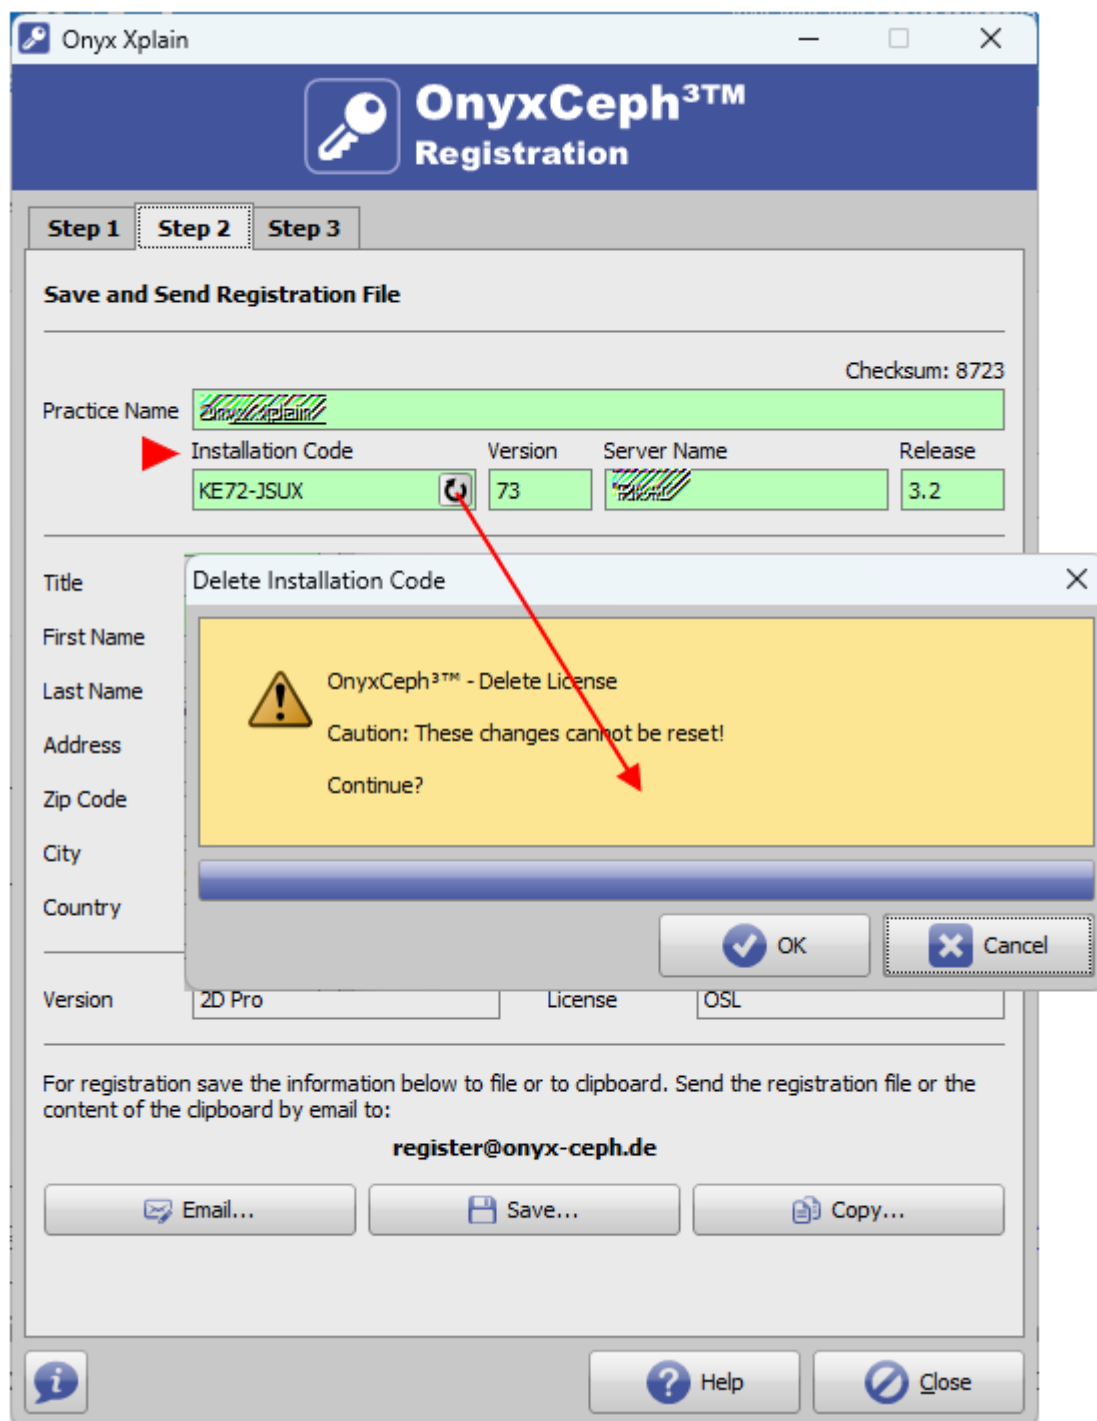 Onyx Xplain
OnyxCeph³™
Registration
Step 1 Step 2 Step 3
Save and Send Registration File
Checksum: 8723
Practice Name
Installation Code Version Server Name Release
KE72-JSUX 73 3.2
Title
First Name
Last Name
Address
Zip Code
City
Country
Delete Installation Code
OnyxCeph³™ - Delete License
Caution: These changes cannot be reset!
Continue?
OK Cancel
Version 2D Pro License OSL
For registration save the information below to file or to clipboard. Send the registration file or the
content of the clipboard by email to:
register@onyx-ceph.de
Email... Save... Copy...
Help Close